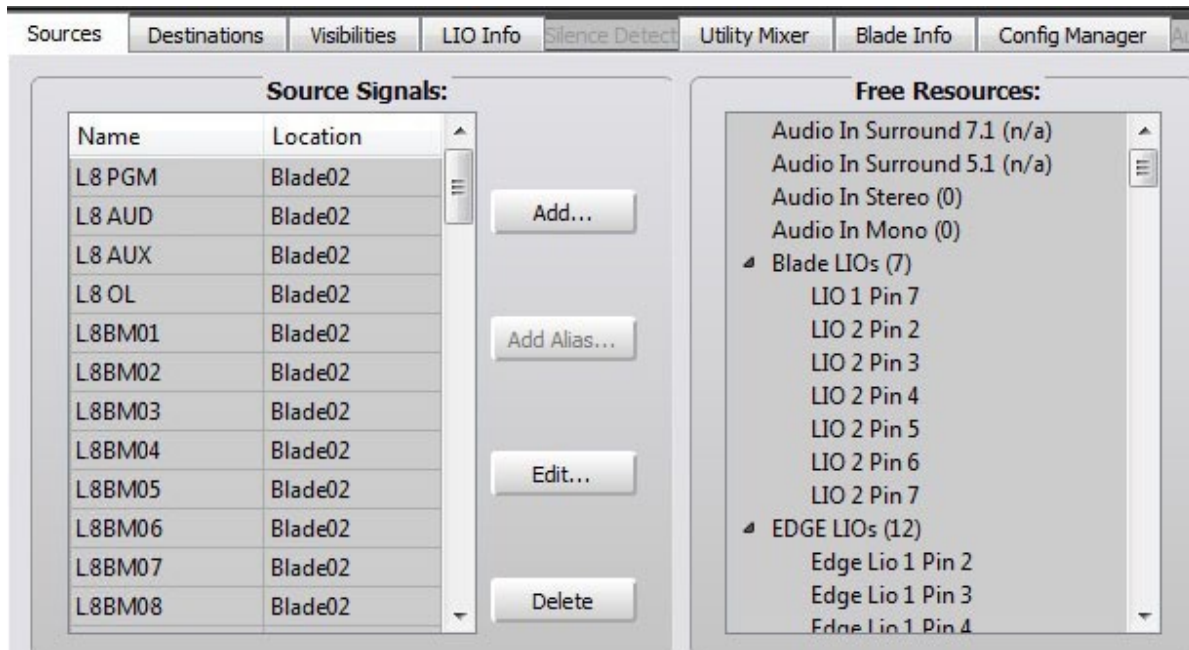 Sources Destinations Visibilities LIO Info Silence Detect Utility Mixer Blade Info Config Manager
Source Signals:
Name Location
L8 PGM Blade02
L8 AUD Blade02
L8 AUX Blade02
L8 OL Blade02
L8BM01 Blade02
L8BM02 Blade02
L8BM03 Blade02
L8BM04 Blade02
L8BM05 Blade02
L8BM06 Blade02
L8BM07 Blade02
L8BM08 Blade02
Add...
Add Alias...
Edit...
Delete
Free Resources:
Audio In Surround 7.1 (n/a)
Audio In Surround 5.1 (n/a)
Audio In Stereo (0)
Audio In Mono (0)
Blade LIOs (7)
LIO 1 Pin 7
LIO 2 Pin 2
LIO 2 Pin 3
LIO 2 Pin 4
LIO 2 Pin 5
LIO 2 Pin 6
LIO 2 Pin 7
EDGE LIOs (12)
Edge Lio 1 Pin 2
Edge Lio 1 Pin 3
Edge Lio 1 Pin 4